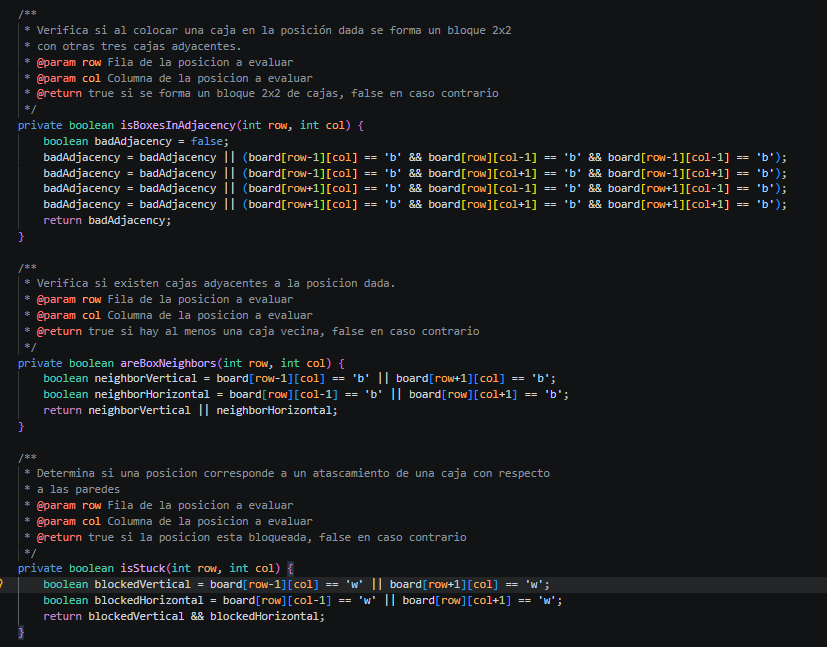 /**
 * Verifica si al colocar una caja en la posición dada se forma un bloque 2x2
 * con otras tres cajas adyacentes.
 * @param row Fila de la posicion a evaluar
 * @param col Columna de la posicion a evaluar
 * @return true si se forma un bloque 2x2 de cajas, false en caso contrario
 */
private boolean isBoxesInAdjacency(int row, int col) {
    boolean badAdjacency = false;
    badAdjacency = badAdjacency || (board[row-1][col] == 'b' && board[row][col-1] == 'b' && board[row-1][col-1] == 'b');
    badAdjacency = badAdjacency || (board[row-1][col] == 'b' && board[row][col+1] == 'b' && board[row-1][col+1] == 'b');
    badAdjacency = badAdjacency || (board[row+1][col] == 'b' && board[row][col-1] == 'b' && board[row+1][col-1] == 'b');
    badAdjacency = badAdjacency || (board[row+1][col] == 'b' && board[row][col+1] == 'b' && board[row+1][col+1] == 'b');
    return badAdjacency;
}
/**
 * Verifica si existen cajas adyacentes a la posicion dada.
 * @param row Fila de la posicion a evaluar
 * @param col Columna de la posicion a evaluar
 * @return true si hay al menos una caja vecina, false en caso contrario
 */
private boolean areBoxNeighbors(int row, int col) {
    boolean neighborVertical = board[row-1][col] == 'b' || board[row+1][col] == 'b';
    boolean neighborHorizontal = board[row][col-1] == 'b' || board[row][col+1] == 'b';
    return neighborVertical || neighborHorizontal;
}
/**
 * Determina si una posicion corresponde a un atascamiento de una caja con respecto
 * a las paredes
 * @param row Fila de la posicion a evaluar
 * @param col Columna de la posicion a evaluar
 * @return true si la posicion esta bloqueada, false en caso contrario
 */
private boolean isStuck(int row, int col) {
    boolean blockedVertical = board[row-1][col] == 'w' || board[row+1][col] == 'w';
    boolean blockedHorizontal = board[row][col-1] == 'w' || board[row][col+1] == 'w';
    return blockedVertical && blockedHorizontal;
}